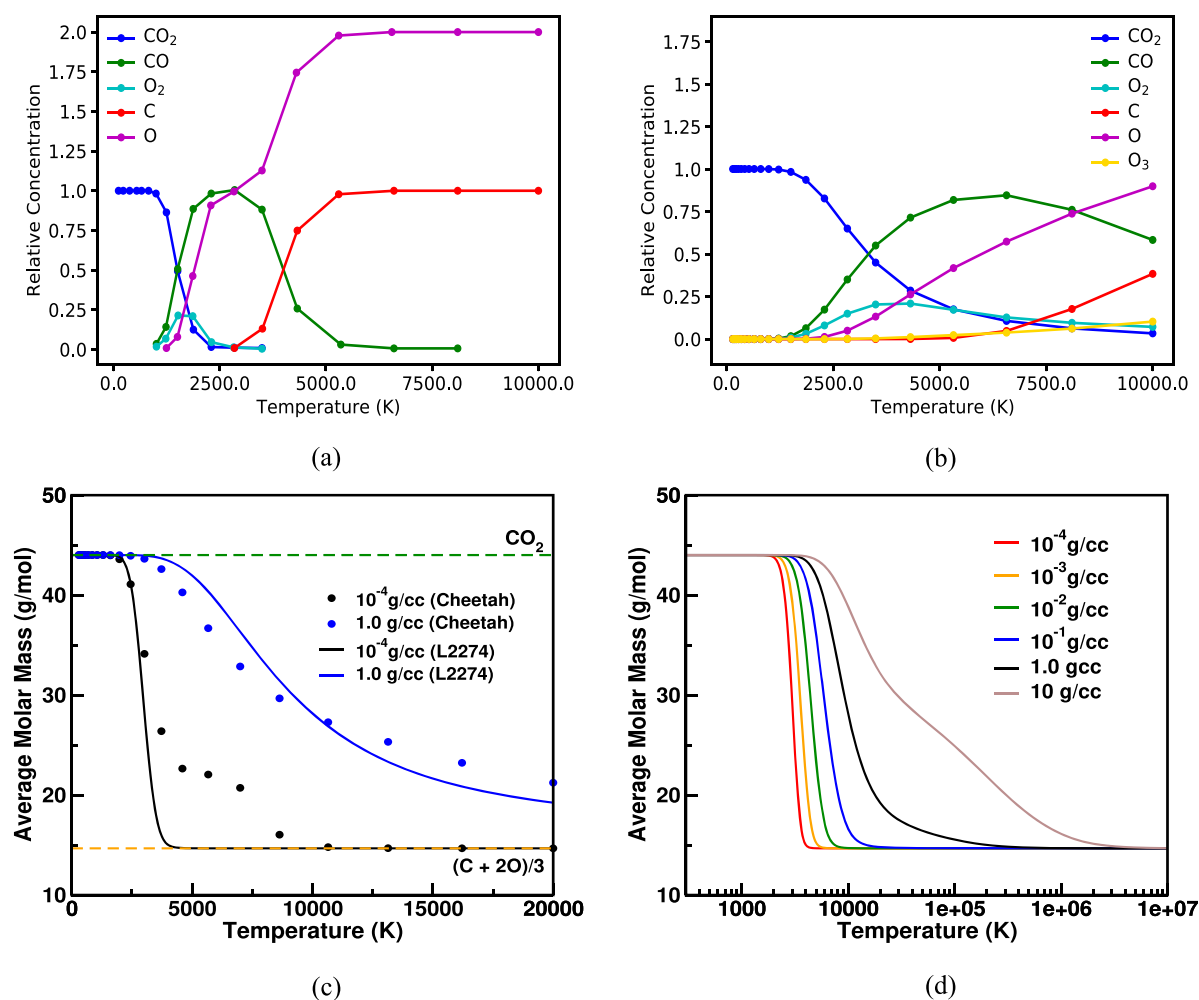 2.0
1.75
1.5
1.25
1.0
0.75
0.5
0.25
0.0
Relative Concentration
CO2
CO
O2
C
O
0.0 2500.0 5000.0 7500.0 10000.0
Temperature (K)
(a)
1.75
1.5
1.25
1.0
0.75
0.5
0.25
0.0
Relative Concentration
CO2
CO
O2
C
O
O3
0.0 2500.0 5000.0 7500.0 10000.0
Temperature (K)
(b)
50
40
30
20
10
Average Molar Mass (g/mol)
CO2
10-4g/cc (Cheetah)
1.0 g/cc (Cheetah)
10-4g/cc (L2274)
1.0 g/cc (L2274)
(C + 2O)/3
0 5000 10000 15000 20000
Temperature (K)
(c)
50
40
30
20
10
Average Molar Mass (g/mol)
10-4g/cc
10-3g/cc
10-2g/cc
10-1g/cc
1.0 gcc
10 g/cc
1000 10000 1e+05 1e+06 1e+07
Temperature (K)
(d)